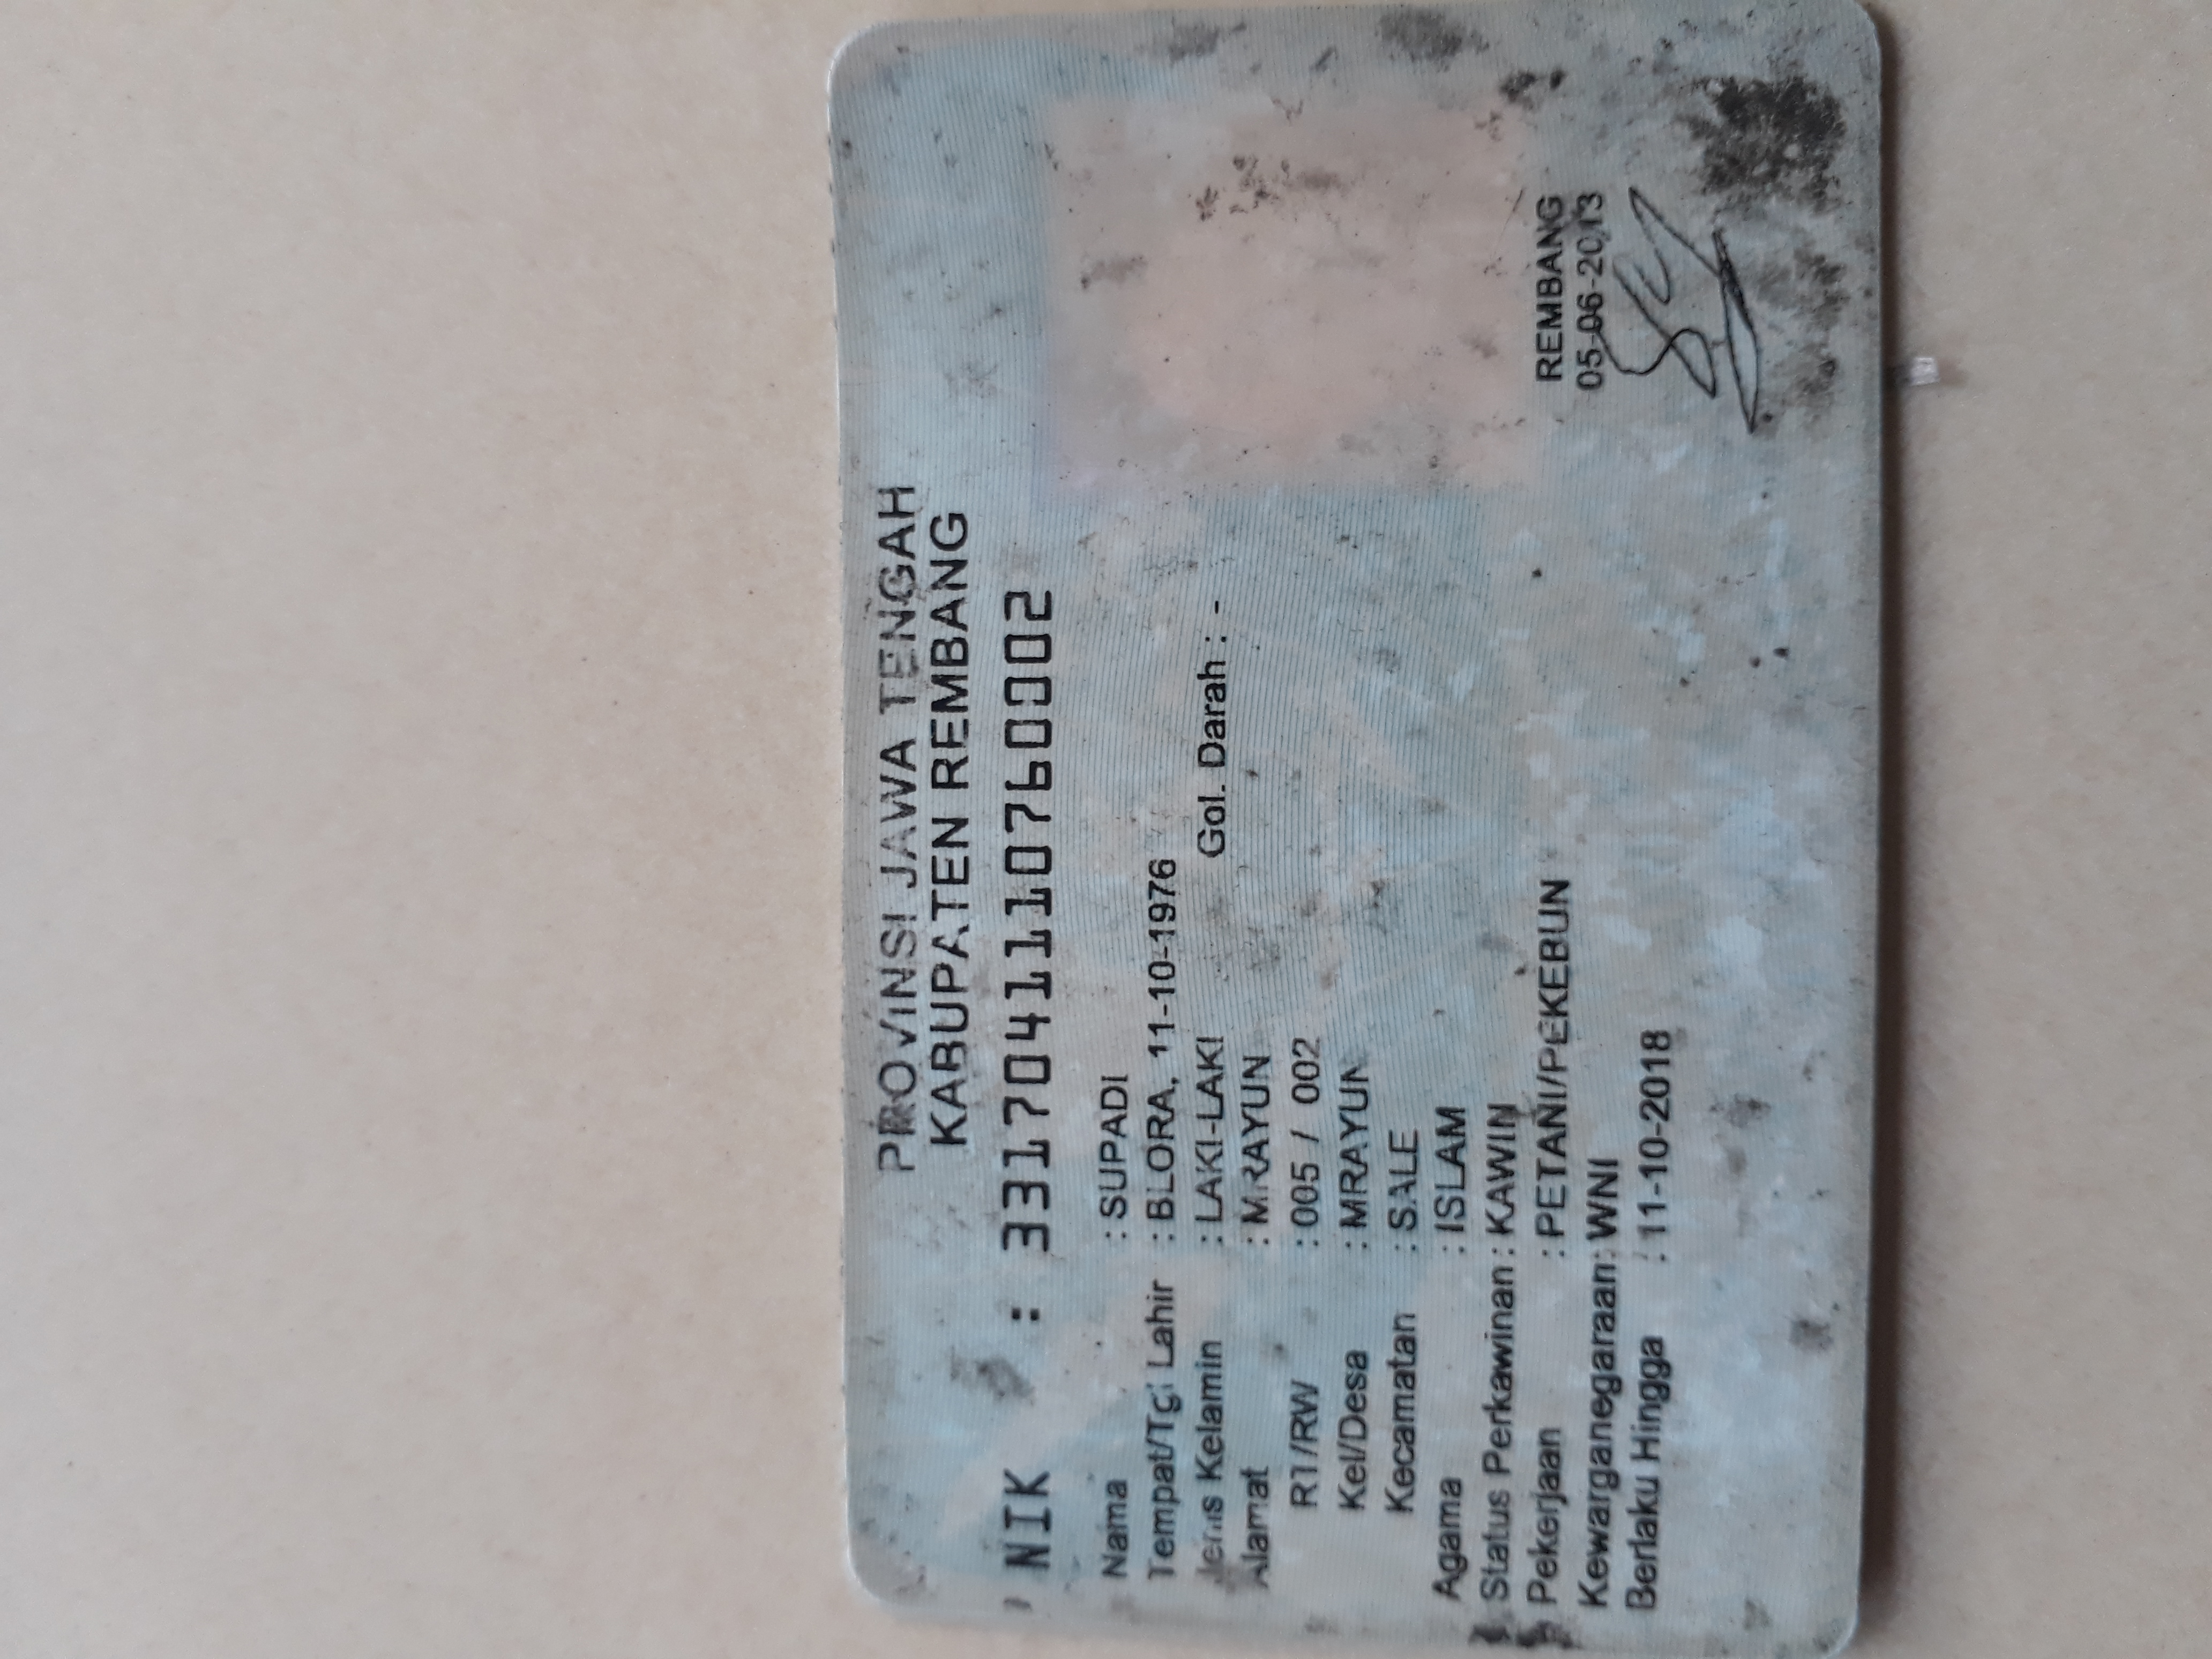 PROVINSI JAWA TENGAH
KABUPATEN REMBANG
NIK : 3317041110760002
Nama : SUPADI
Tempat/Tgl Lahir : BLORA, 11-10-1976
Jenis Kelamin : LAKI-LAKI Gol. Darah : -
Alamat : MRAYUN
RT/RW : 005 / 002
Kel/Desa : MRAYUN
Kecamatan : SALE
Agama : ISLAM
Status Perkawinan : KAWIN
Pekerjaan : PETANI/PEKEBUN
Kewarganegaraan : WNI
Berlaku Hingga : 11-10-2018
REMBANG
05-06-2013